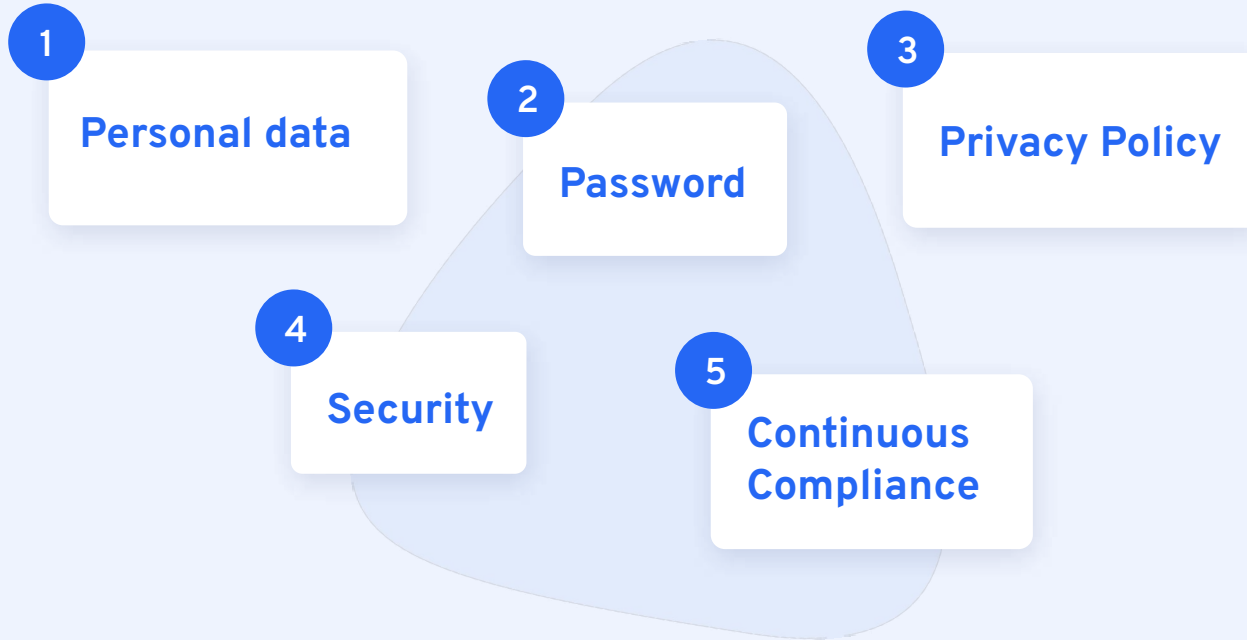 1
Personal data
2
Password
3
Privacy Policy
4
Security
5
Continuous
Compliance